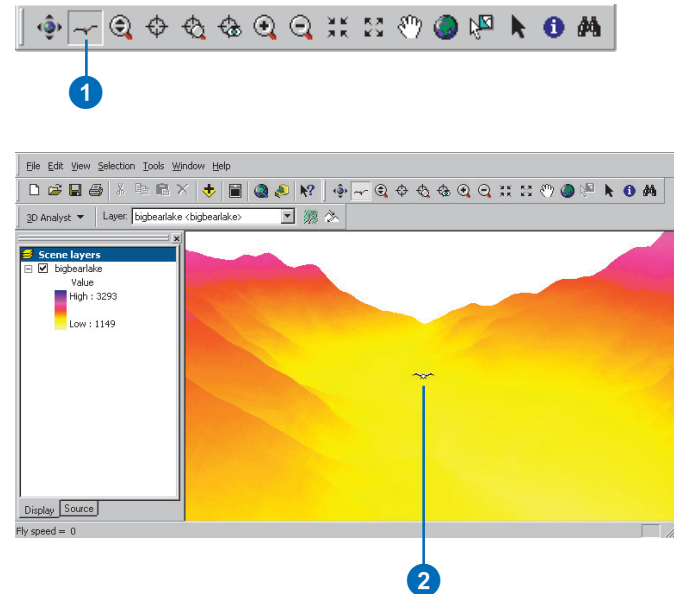 1
File Edit View Selection Tools Window Help
3D Analyst Layer: bigbearlake <bigbearlake>
Scene layers
bigbearlake
Value
High : 3293
Low : 1149
Display Source
Fly speed = 0
2